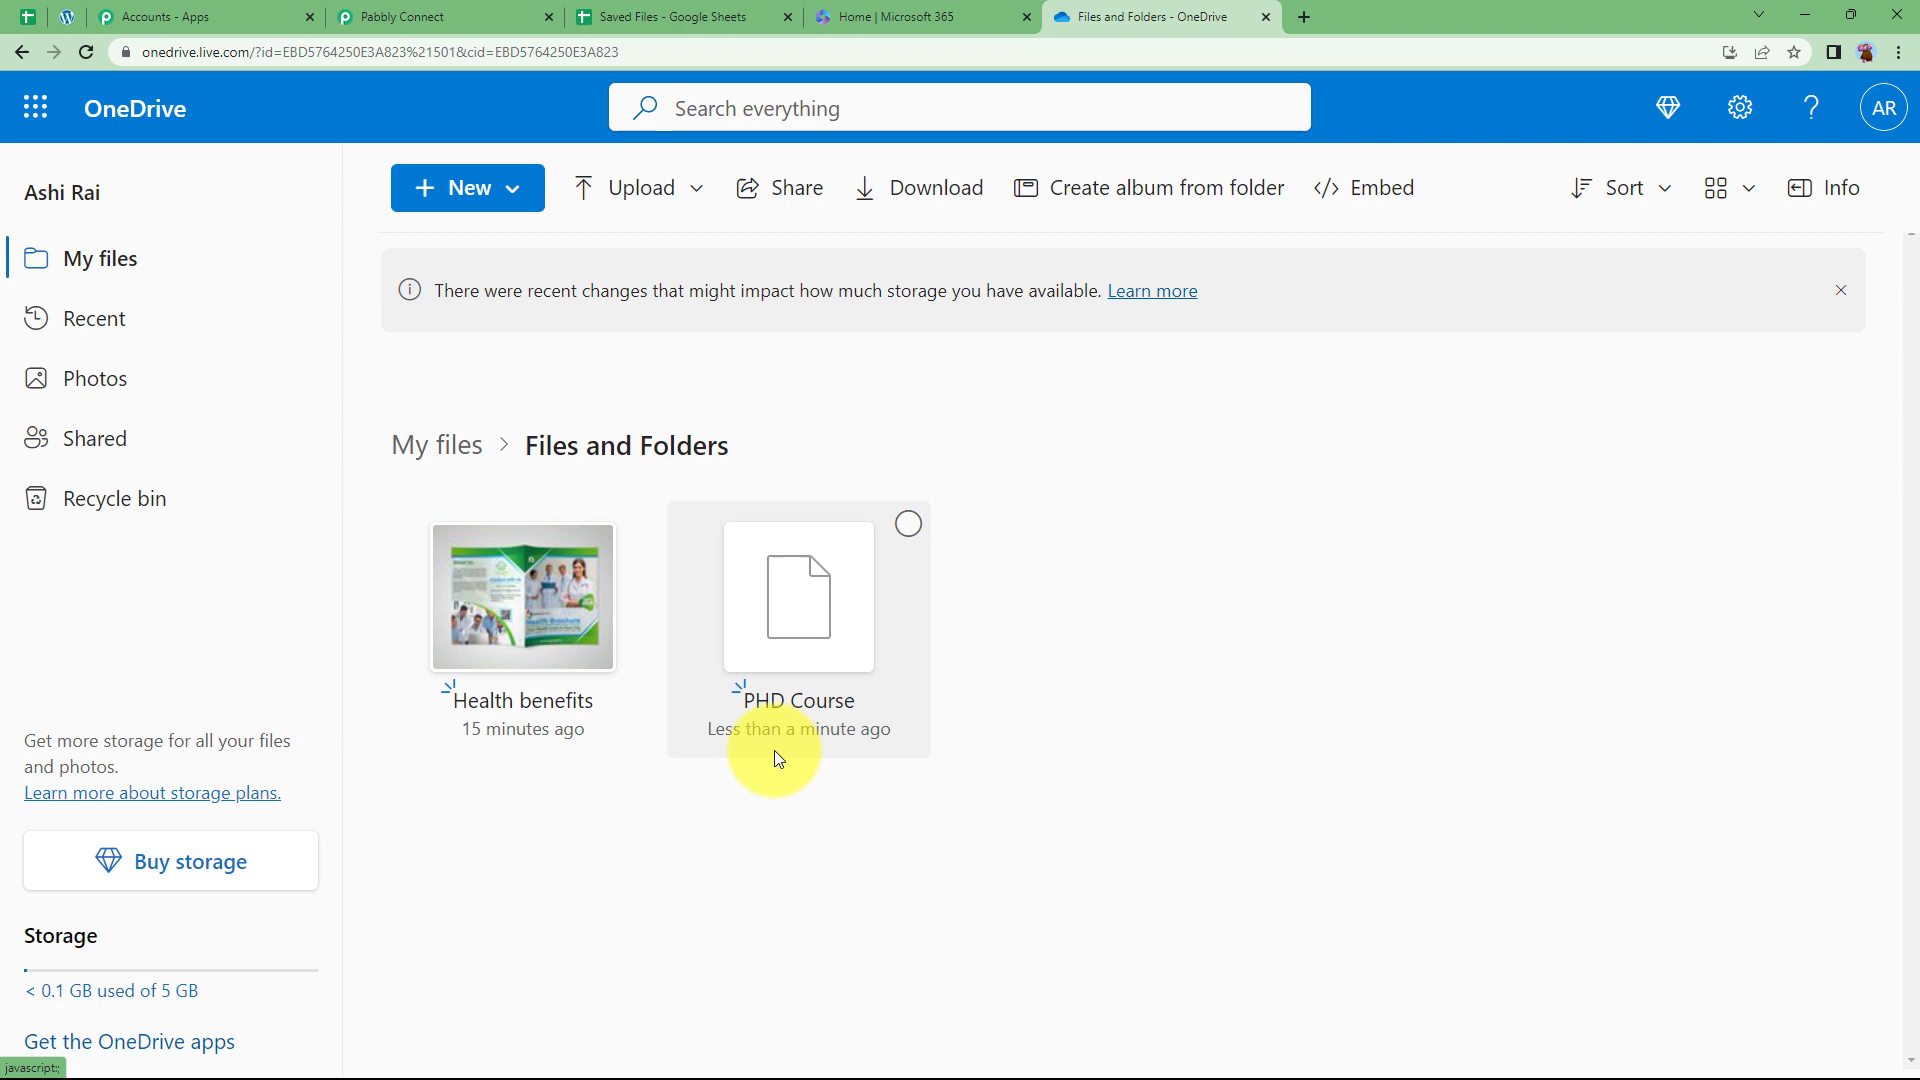 Accounts - Apps
Pabbly Connect
Saved Files - Google Sheets
Home | Microsoft 365
Files and Folders - OneDrive
onedrive.live.com/?id=EBD5764250E3A823%21501&cid=EBD5764250E3A823
OneDrive
Search everything
AR
Ashi Rai
New
Upload
Share
Download
Create album from folder
Embed
Sort
Info
My files
There were recent changes that might impact how much storage you have available. Learn more
Recent
Photos
Shared
Recycle bin
My files > Files and Folders
Health benefits
15 minutes ago
PHD Course
Less than a minute ago
Get more storage for all your files
and photos.
Learn more about storage plans.
Buy storage
Storage
< 0.1 GB used of 5 GB
Get the OneDrive apps
javascript:;